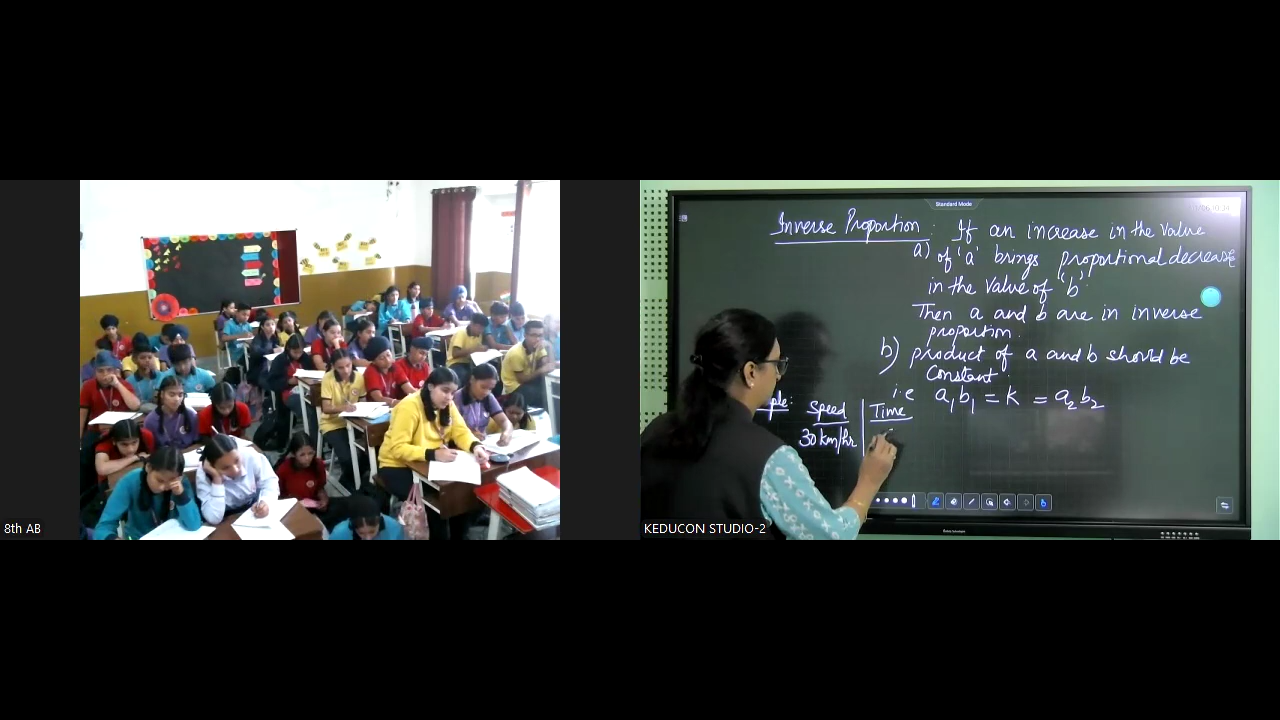 Standard Mode
Inverse Proportion : If an increase in the value
a) of 'a' brings proportional decrease
in the value of 'b'
Then a and b are in inverse
proportion.
b) product of a and b should be
constant.
i.e a₁b₁ = k = a₂b₂
Speed Time
30 km/hr
8th AB
KEDUCON STUDIO-2